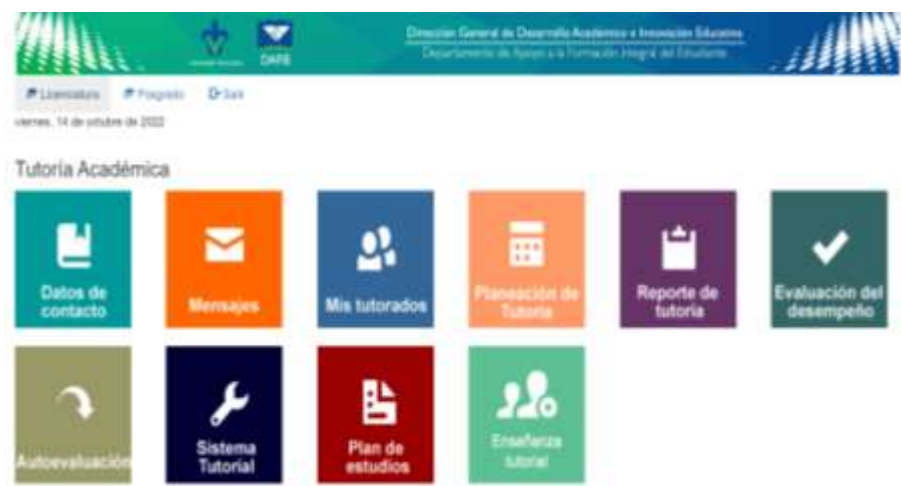 DAFIE
Dirección General de Desarrollo Académico e Innovación Educativa
Departamento de Apoyo a la Formación Integral del Estudiante
Licenciatura Posgrado Salir
viernes, 14 de octubre de 2022
Tutoría Académica
Datos de
contacto
Mensajes
Mis tutorados
Planeación de
Tutoría
Reporte de
tutoría
Evaluación del
desempeño
Autoevaluación
Sistema
Tutorial
Plan de
estudios
Enseñanza
tutorial